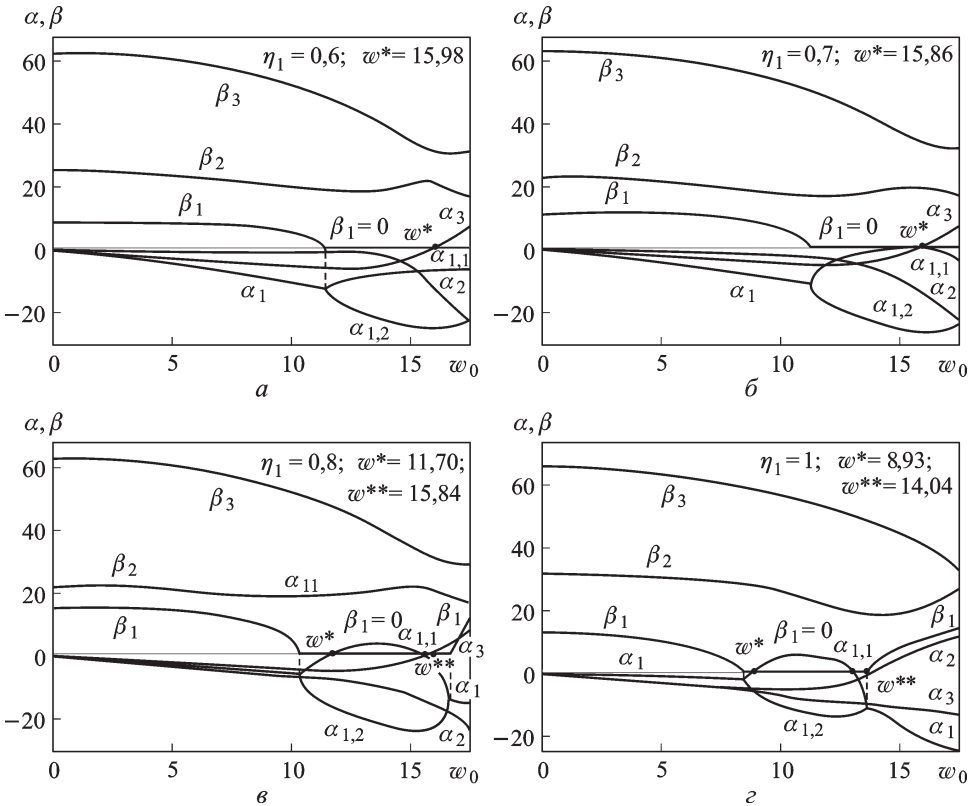 α, β
η₁ = 0,6; w* = 15,98
60
β₃
40
β₂
20
β₁
β₁ = 0
w*
α₃
0
α₁,₁
α₁
α₂
α₁,₂
−20
0 5 10 15 w₀
а
α, β
η₁ = 0,7; w* = 15,86
60
β₃
40
β₂
20
β₁
β₁ = 0
w*
α₃
0
α₁,₁
α₁
α₂
α₁,₂
−20
0 5 10 15 w₀
б
α, β
η₁ = 0,8; w* = 11,70;
w** = 15,84
60
β₃
40
β₂
α₁₁
20
β₁
w*
β₁ = 0
α₁,₁
β₁
0
α₃
w**
α₁
α₁,₂
α₂
−20
0 5 10 15 w₀
в
α, β
η₁ = 1; w* = 8,93;
w** = 14,04
60
β₃
40
β₂
20
β₁
w*
β₁ = 0
α₁,₁
β₁
α₁
α₂
0
w**
α₃
α₁,₂
α₁
−20
0 5 10 15 w₀
г